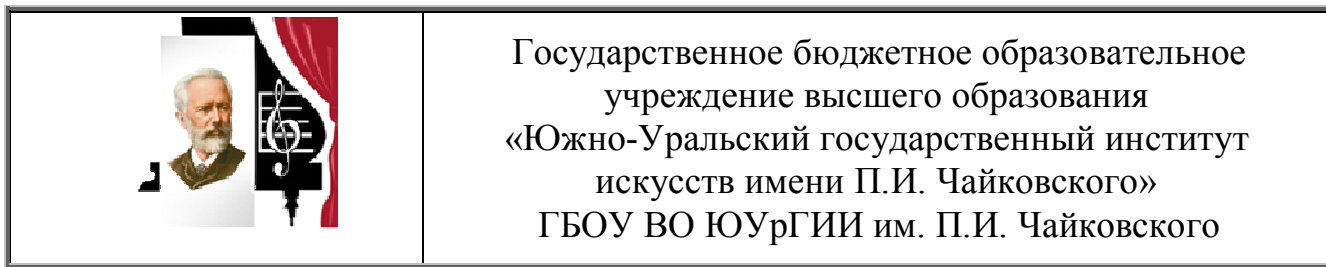 Государственное бюджетное образовательное
учреждение высшего образования
«Южно-Уральский государственный институт
искусств имени П.И. Чайковского»
ГБОУ ВО ЮУрГИИ им. П.И. Чайковского